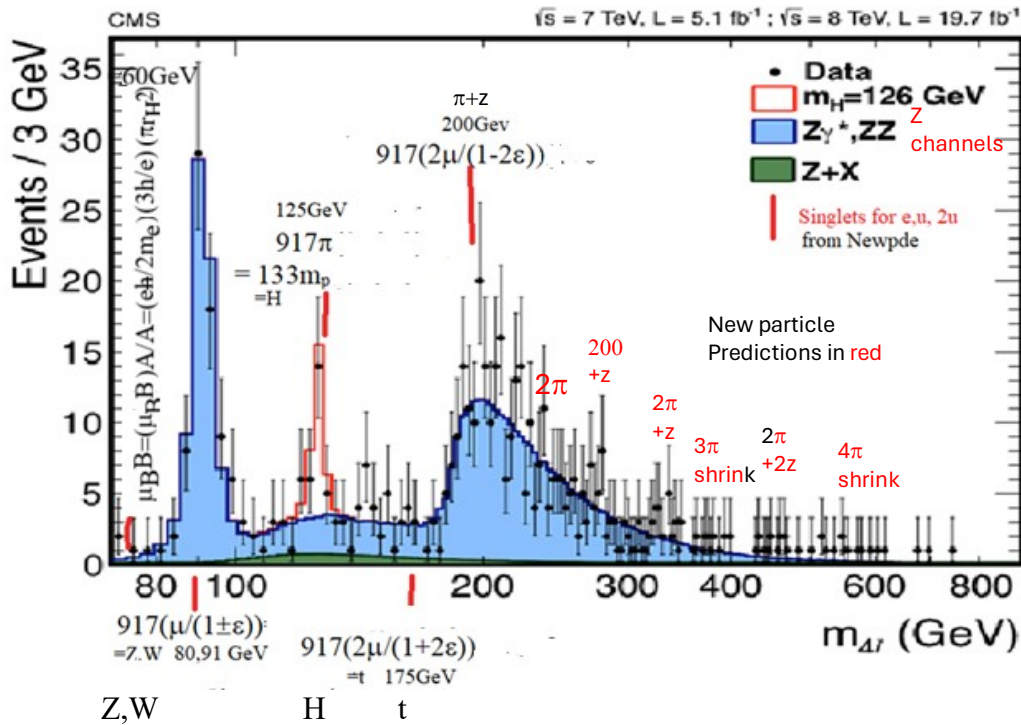 CMS
√s = 7 TeV, L = 5.1 fb⁻¹ ; √s = 8 TeV, L = 19.7 fb⁻¹
Events / 3 GeV
35
30
25
20
15
10
5
0
60GeV
μ_BB=(μ_BB)A/A=(eħ/2m_e)(3h/e)(πr_H²)
125GeV
917π
= 133m_p
=H
π+z
200Gev
917(2μ/(1-2ε))
Data
m_H=126 GeV
Zγ*,ZZ
Z
channels
Z+X
Singlets for e,u, 2u
from Newpde
New particle
Predictions in red
2π
200
+z
2π
+z
3π
shrink
2π
+2z
4π
shrink
80 100 200 300 400 600 800
m_4l (GeV)
917(μ/(1±ε))
=Z,W 80,91 GeV
917(2μ/(1+2ε))
=t 175GeV
Z,W H t